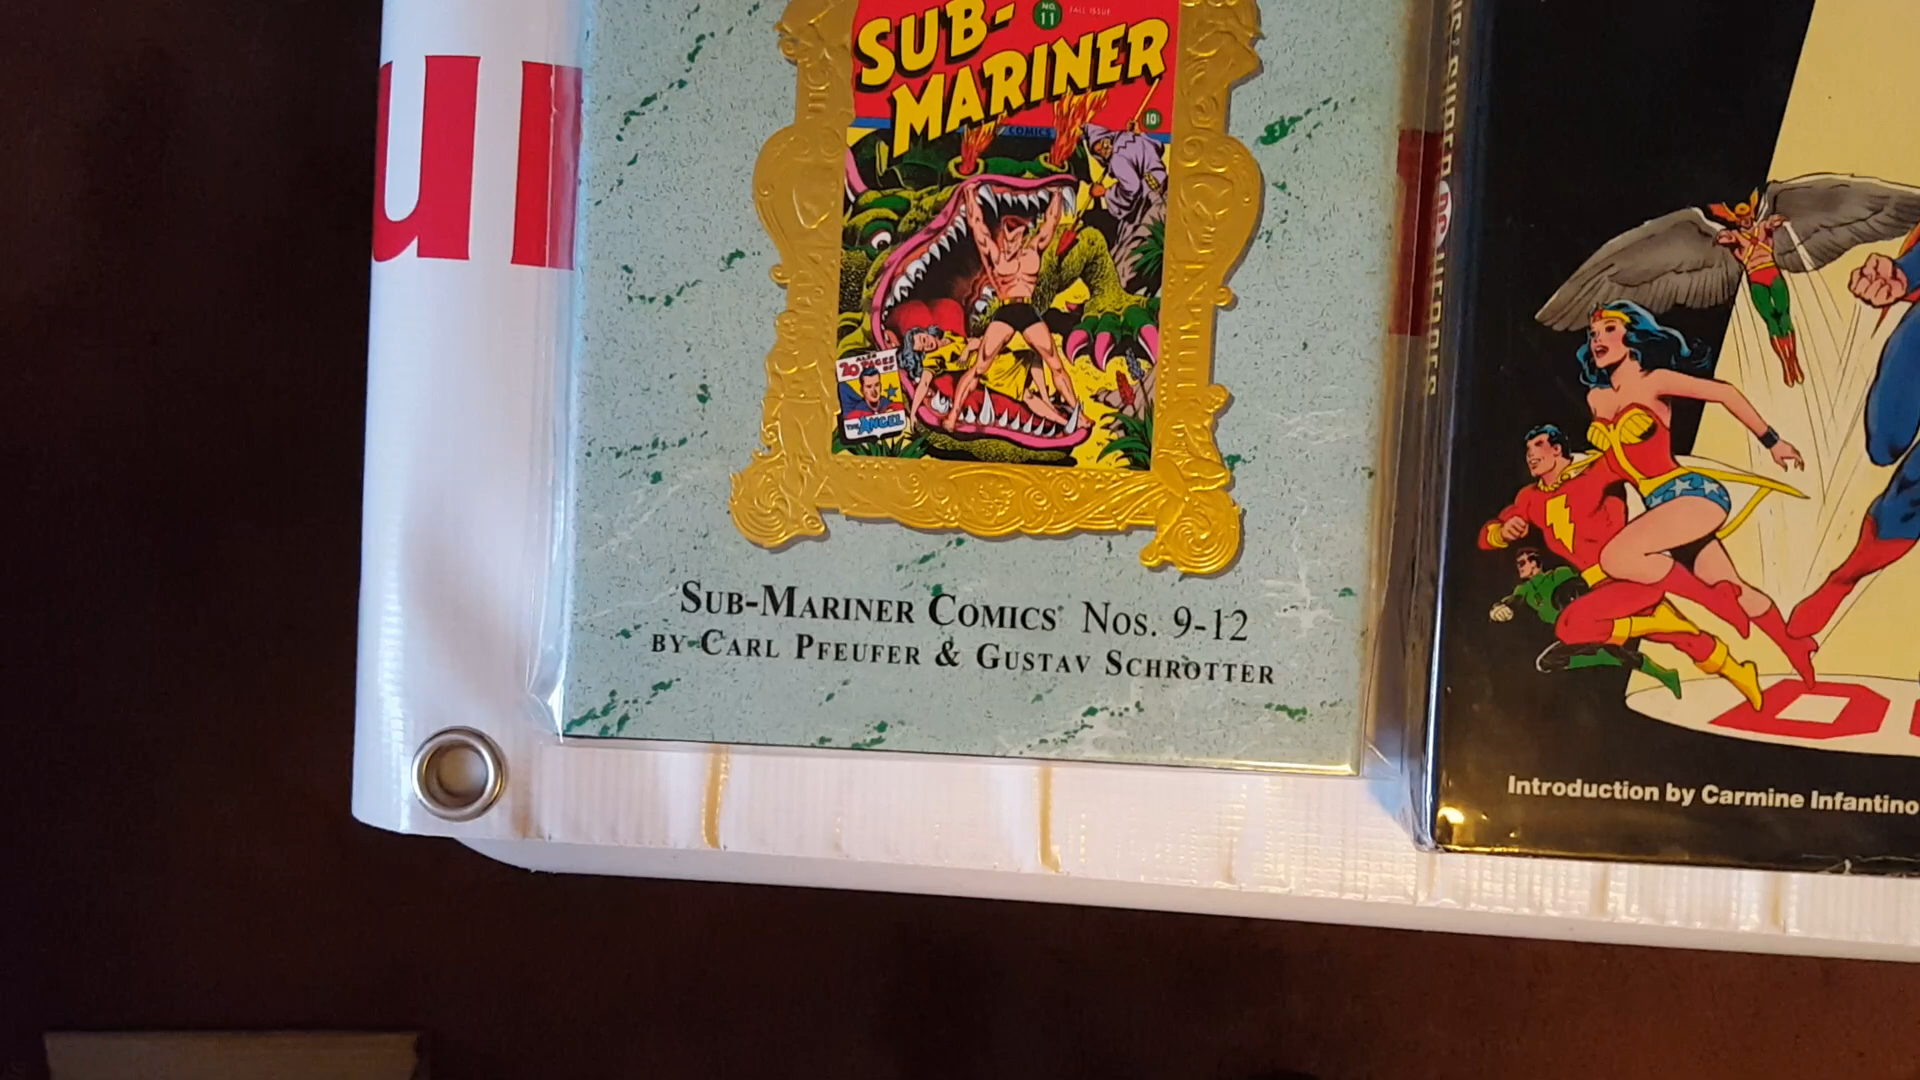 NO. 11
FALL ISSUE
SUB-
MARINER
COMICS
10¢
ALSO
20 PAGES
OF
THE ANGEL
SUB-MARINER COMICS NOS. 9-12
BY CARL PFEUFER & GUSTAV SCHROTTER
Introduction by Carmine Infantino